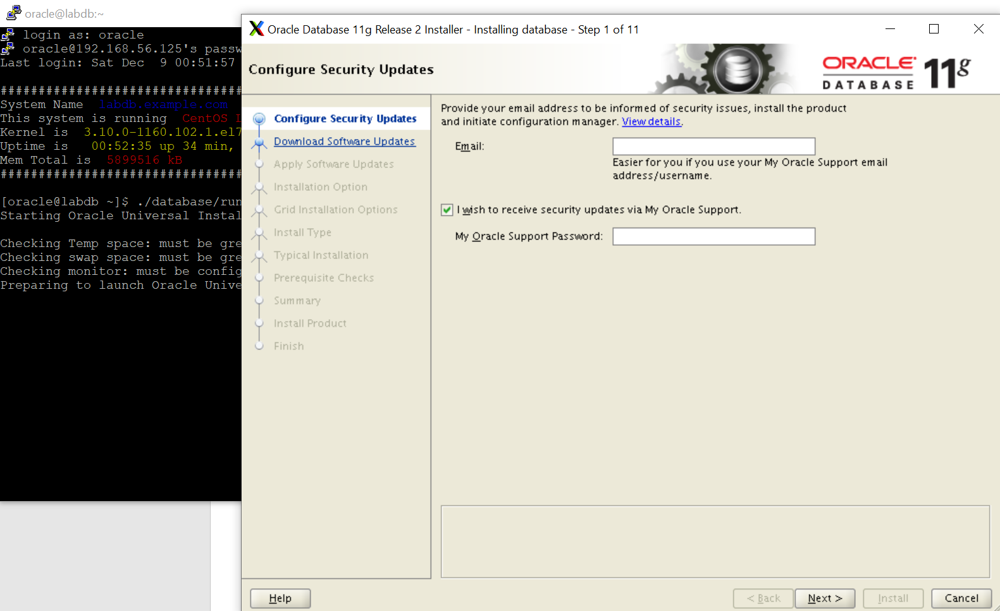 oracle@labdb:~
login as: oracle
oracle@192.168.56.125's passw
Last login: Sat Dec  9 00:51:57
################################
System Name  labdb.example.com
This system is running  CentOS L
Kernel is  3.10.0-1160.102.1.el7
Uptime is   00:52:35 up 34 min,
Mem Total is  5899516 kB
################################
[oracle@labdb ~]$ ./database/run
Starting Oracle Universal Instal
Checking Temp space: must be gre
Checking swap space: must be gre
Checking monitor: must be config
Preparing to launch Oracle Unive
Oracle Database 11g Release 2 Installer - Installing database - Step 1 of 11
Configure Security Updates
ORACLE
DATABASE
11g
Configure Security Updates
Download Software Updates
Apply Software Updates
Installation Option
Grid Installation Options
Install Type
Typical Installation
Prerequisite Checks
Summary
Install Product
Finish
Provide your email address to be informed of security issues, install the product
and initiate configuration manager. View details.
Email:
Easier for you if you use your My Oracle Support email
address/username.
I wish to receive security updates via My Oracle Support.
My Oracle Support Password:
Help
< Back
Next >
Install
Cancel